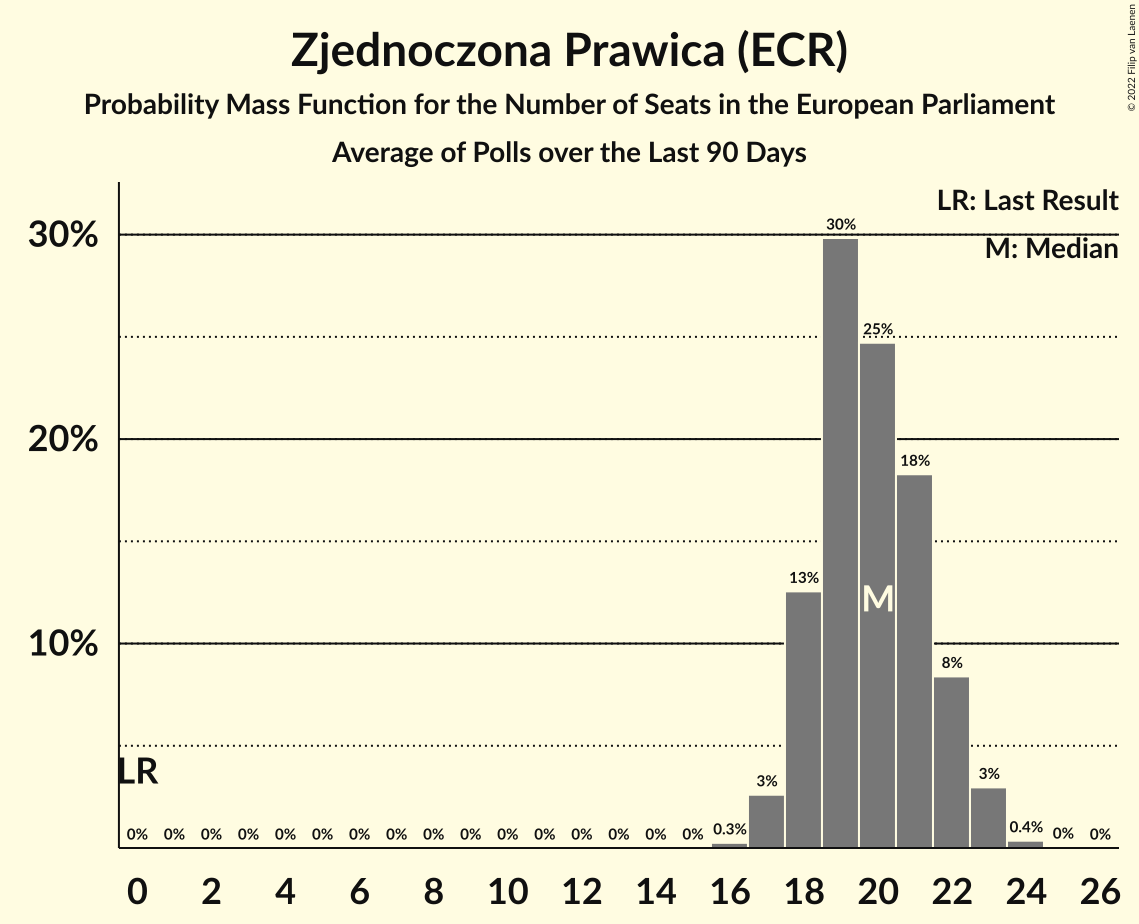 Zjednoczona Prawica (ECR)
Probability Mass Function for the Number of Seats in the European Parliament
Average of Polls over the Last 90 Days
© 2022 Filip van Laenen
LR: Last Result
M: Median
30%
20%
10%
30%
25%
18%
13%
M
8%
LR
3%
3%
0% 0% 0% 0% 0% 0% 0% 0% 0% 0% 0% 0% 0% 0% 0% 0% 0.3% 0.4% 0% 0%
0 2 4 6 8 10 12 14 16 18 20 22 24 26